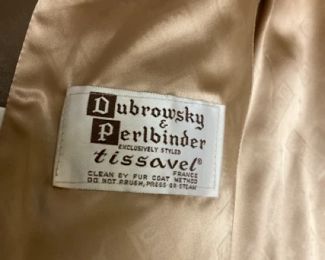 Dubrowsky
&
Perlbinder
EXCLUSIVELY STYLED
tissavel®
FRANCE
CLEAN BY FUR COAT METHOD
DO NOT BRUSH, PRESS OR STEAM